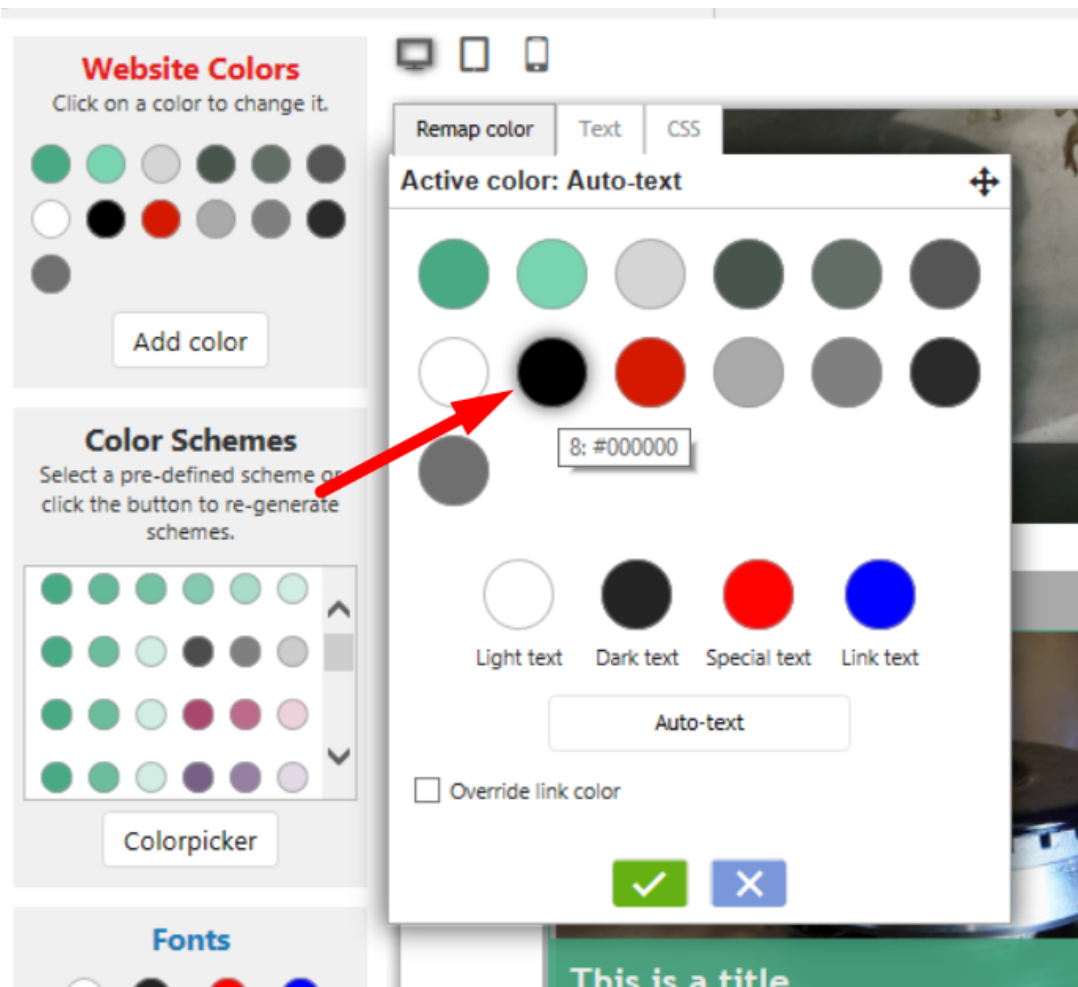 Website Colors
Click on a color to change it.
Add color
Color Schemes
Select a pre-defined scheme or
click the button to re-generate
schemes.
Colorpicker
Fonts
Remap color
Text
CSS
Active color: Auto-text
8: #000000
Light text
Dark text
Special text
Link text
Auto-text
Override link color
This is a title